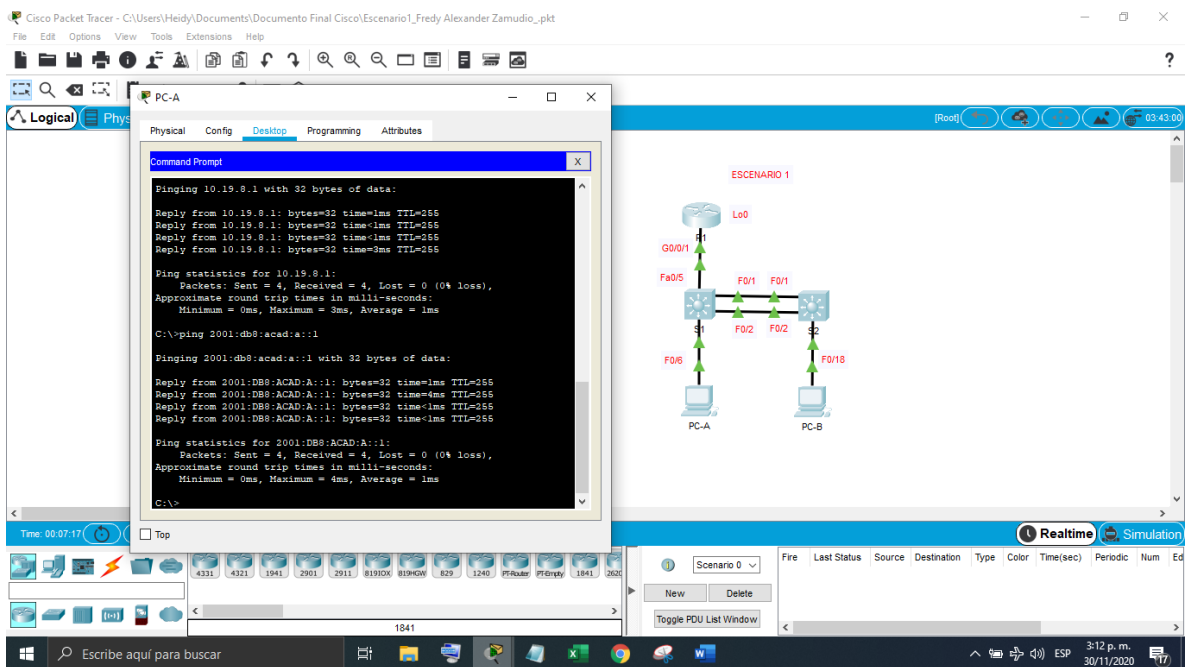 Cisco Packet Tracer - C:\Users\Heidy\Documents\Documento Final Cisco\Escenario1_Fredy Alexander Zamudio_.pkt
File Edit Options View Tools Extensions Help
?
PC-A
Logical
Phys
[Root]
03:43:00
Physical Config Desktop Programming Attributes
Command Prompt
X
Pinging 10.19.8.1 with 32 bytes of data:
Reply from 10.19.8.1: bytes=32 time=1ms TTL=255
Reply from 10.19.8.1: bytes=32 time<1ms TTL=255
Reply from 10.19.8.1: bytes=32 time<1ms TTL=255
Reply from 10.19.8.1: bytes=32 time=3ms TTL=255
Ping statistics for 10.19.8.1:
Packets: Sent = 4, Received = 4, Lost = 0 (0% loss),
Approximate round trip times in milli-seconds:
Minimum = 0ms, Maximum = 3ms, Average = 1ms
C:\>ping 2001:db8:acad:a::1
Pinging 2001:db8:acad:a::1 with 32 bytes of data:
Reply from 2001:DB8:ACAD:A::1: bytes=32 time=1ms TTL=255
Reply from 2001:DB8:ACAD:A::1: bytes=32 time=4ms TTL=255
Reply from 2001:DB8:ACAD:A::1: bytes=32 time<1ms TTL=255
Reply from 2001:DB8:ACAD:A::1: bytes=32 time<1ms TTL=255
Ping statistics for 2001:DB8:ACAD:A::1:
Packets: Sent = 4, Received = 4, Lost = 0 (0% loss),
Approximate round trip times in milli-seconds:
Minimum = 0ms, Maximum = 4ms, Average = 1ms
C:\>
Top
ESCENARIO 1
Lo0
R1
G0/0/1
Fa0/5
F0/1 F0/1
S1
F0/2 F0/2
S2
F0/6
F0/18
PC-A
PC-B
Time: 00:07:17
Realtime
Simulation
4331 4321 1941 2901 2911 819IOX 819HGW 829 1240 PT-Router PT-Empty 1841 2620
1841
Scenario 0
New
Delete
Toggle PDU List Window
Fire Last Status Source Destination Type Color Time(sec) Periodic Num Ed
Escribe aquí para buscar
ESP
3:12 p. m.
30/11/2020
17